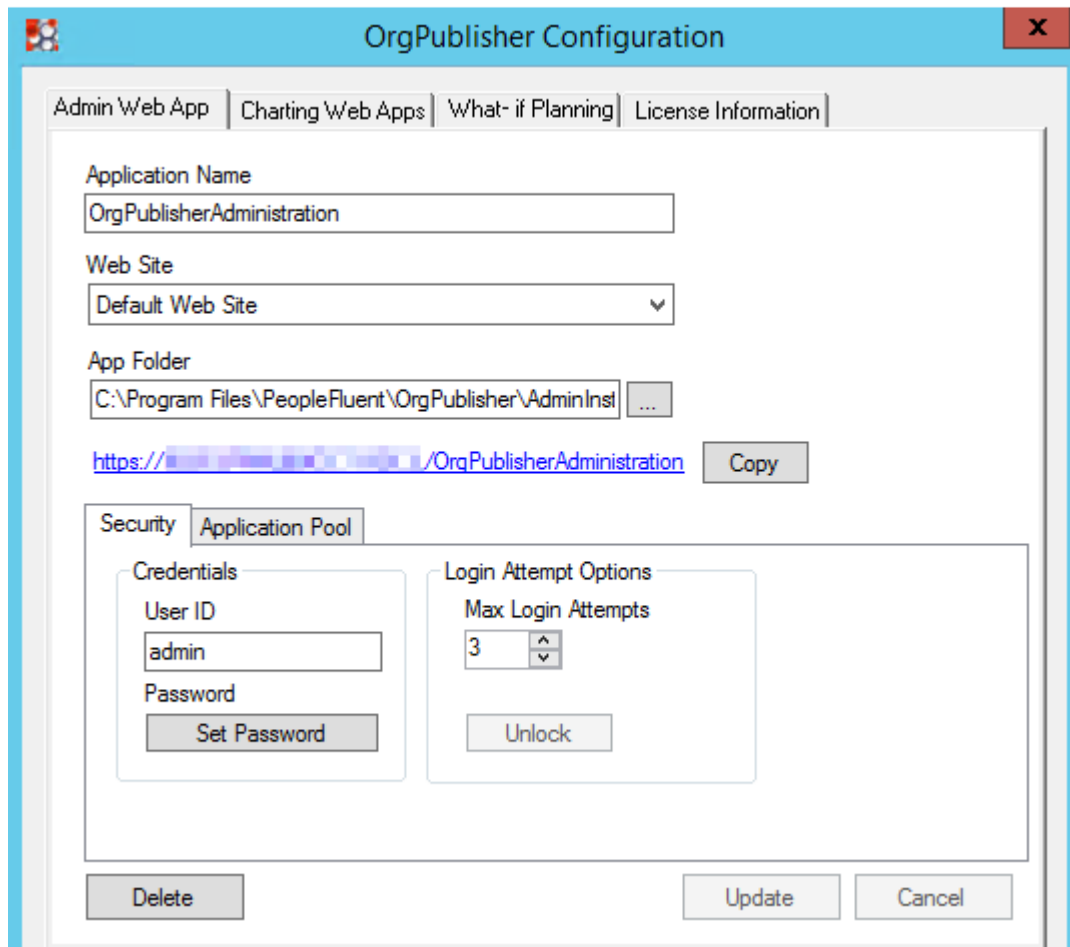 OrgPublisher Configuration
x
Admin Web App Charting Web Apps What- if Planning License Information
Application Name
OrgPublisherAdministration
Web Site
Default Web Site
App Folder
C:\Program Files\PeopleFluent\OrgPublisher\AdminInst ...
https:// /OrgPublisherAdministration Copy
Security Application Pool
Credentials Login Attempt Options
User ID Max Login Attempts
admin 3
Password
Set Password Unlock
Delete Update Cancel